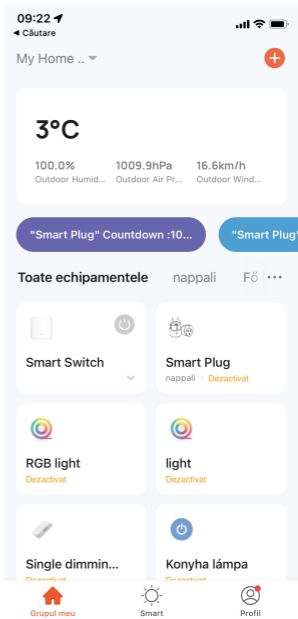 09:22
Căutare
My Home ..
3°C
100.0% 1009.9hPa 16.6km/h
Outdoor Humid... Outdoor Air Pr... Outdoor Wind...
"Smart Plug" Countdown :10... "Smart Plug"
Toate echipamentele nappali Fő
Smart Switch Smart Plug
nappali Dezactivat
RGB light light
Dezactivat Dezactivat
Single dimmin... Konyha lámpa
Dezactivat Dezactivat
Grupul meu Smart Profil